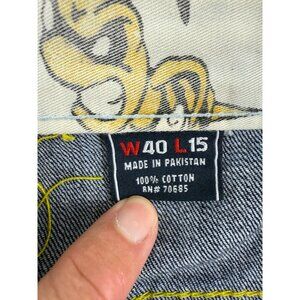 W40 L15
MADE IN PAKISTAN
100% COTTON
RN# 70685